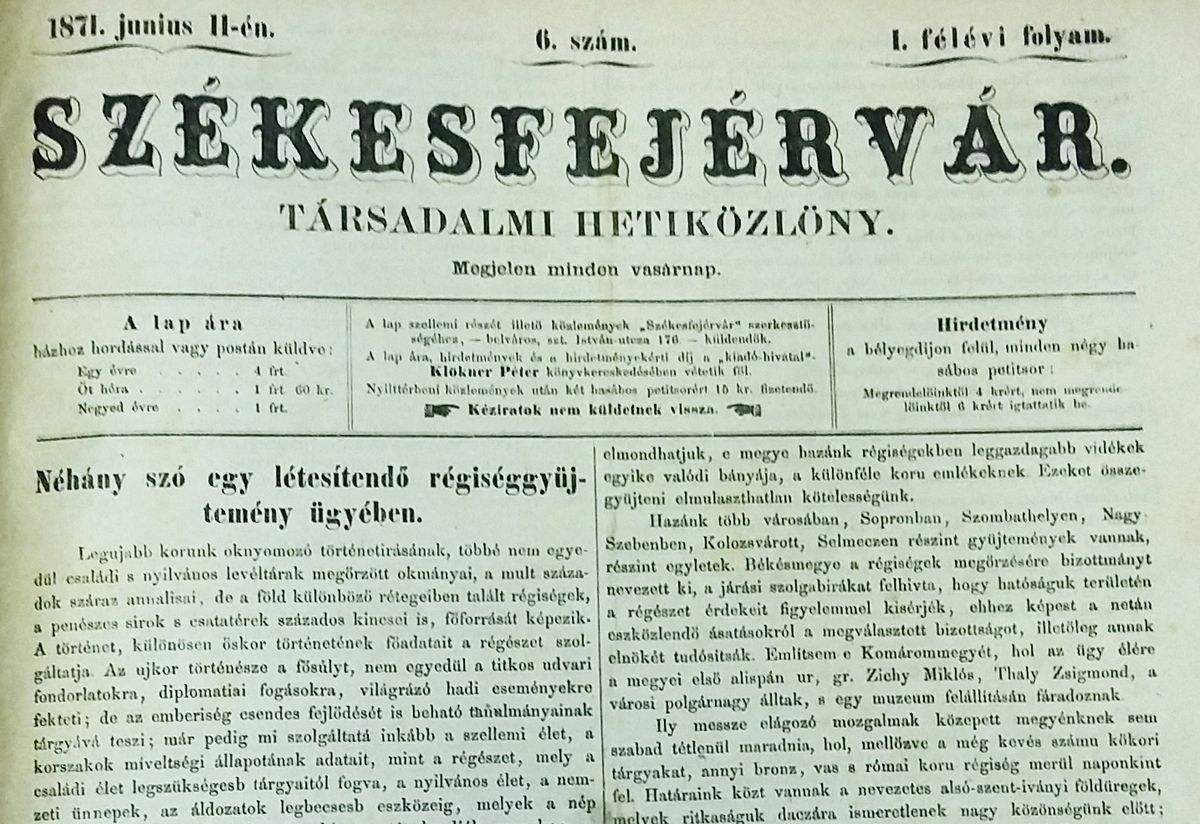 1871. junius 11-én.
6. szám.
I. félévi folyam.
SZÉKESFEJÉRVÁR.
TÁRSADALMI HETIKÖZLÖNY.
Megjelen minden vasárnap.
A lap ára
házhoz hordással vagy postán küldve:
Egy évre . . . . . 4 frt.
Öt hóra . . . . . . 1 frt. 60 kr.
Negyed évre . . . . 1 frt.
A lap szellemi részét illető közlemények „Székesfejérvár“ szerkesztő-
ségéhez, — belváros, szt. István-utcza 176. — küldendők.
A lap ára, hirdetmények és a hirdetményekérti díj a „kiadó-hivatal“
Klökner Péter könyvkereskedésében vétetik föl.
Nyílttérbeni közlemények után két hasábos petitsorért 15 kr. fizetendő.
Kéziratok nem küldetnek vissza.
Hirdetmény
a bélyegdijon felül, minden négy ha-
sábos petitsor:
Megrendelőinktől 4 krért, nem megrende
lőinktől 6 krért igtattatik be.
Néhány szó egy létesítendő régiséggyüj-
temény ügyében.
Legujabb korunk oknyomozó történetirásának, többé nem egye-
dül családi s nyilvános levéltárak megőrzött okmányai, a mult száza-
dok száraz annalisai, de a föld különböző rétegeiben talált régiségek,
a penészes sirok s csataterek százados kincsei is, főforrását képezik.
A történet, különösen őskor történetének főadatait a régészet szol-
gáltatja. Az ujkor történésze a fősulyt, nem egyedül a titkos udvari
fondorlatokra, diplomatiai fogásokra, világrázó hadi eseményekre
fekteti; de az emberiség csendes fejlödését is beható tanulmányainak
tárgyává teszi; már pedig mi szolgáltatá inkább a szellemi élet, a
korszakok miveltségi állapotának adatait, mint a régészet, mely a
családi élet legszükségesb tárgyaitól fogva, a nyilvános élet, a nem-
zeti ünnepek, az áldozatok legbecsesb eszközeig, melyek a nép
elmondhatjuk, e megye hazánk régiségekben leggazdagabb vidékek
egyike valódi bányája, a különféle koru emlékeknek. Ezeket össze-
gyüjteni elmulaszthatlan kötelességünk.
Hazánk több városában, Sopronban, Szombathelyen, Nagy-
Szebenben, Kolozsvárott, Selmeczen részint gyüjtemények vannak,
részint egyletek. Békésmegye a régiségek megőrzésére bizottmányt
nevezett ki, a járási szolgabirákat felhivta, hogy hatóságuk területén
a régészet érdekeit figyelemmel kisérjék, ehhez képest a netán
eszközlendő ásatásokról a megválasztott bizottságot, illetőleg annak
elnökét tudósitsák. Emlitsem e Komárommegyét, hol az ügy élére
a megyei első alispán ur, gr. Zichy Miklós, Thaly Zsigmond, a
városi polgárnagy álltak, s egy muzeum felállitásán fáradoznak.
Ily messze elágozó mozgalmak közepett megyénknek sem
szabad tétlenül maradnia, hol, mellözve a még kevés számu kőkori
tárgyakat, annyi bronz, vas s római koru régiség merül naponkint
fel. Határaink közt vannak a nevezetes alsó-szent-iványi földüregek,
melyek ritkaságuk daczára ismeretlenek nagy közönségünk előtt;